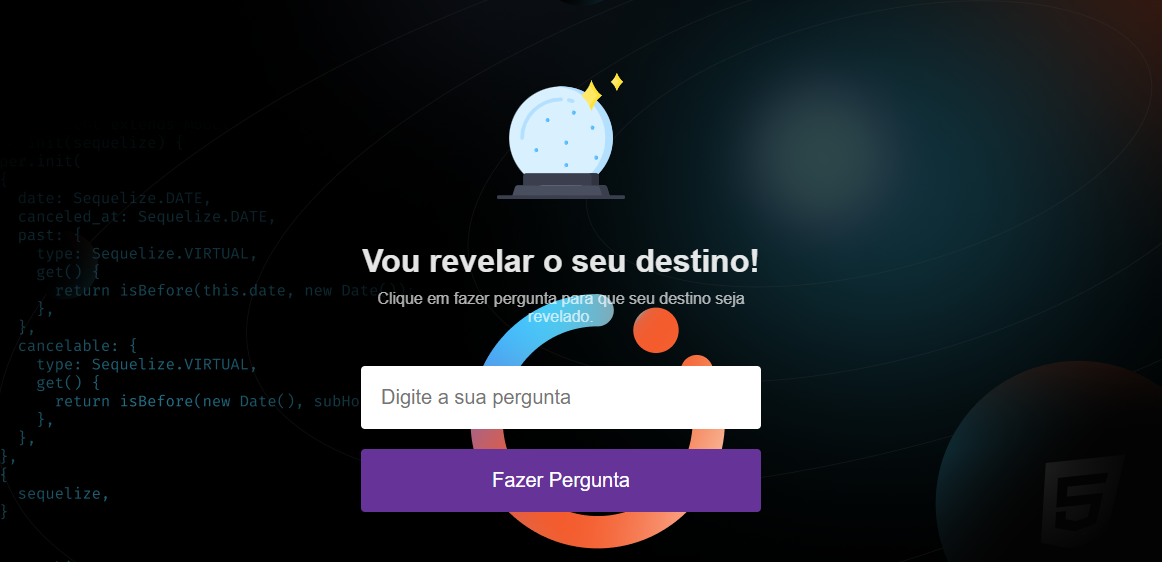 (sequelize) {
init(
{
date: Sequelize.DATE,
canceled_at: Sequelize.DATE,
past: {
type: Sequelize.VIRTUAL,
get() {
return isBefore(this.date, new Date());
},
},
cancelable: {
type: Sequelize.VIRTUAL,
get() {
return isBefore(new Date(), subHo
},
},
},
{
sequelize,
}
Vou revelar o seu destino!
Clique em fazer pergunta para que seu destino seja
revelado.
Digite a sua pergunta
Fazer Pergunta
5